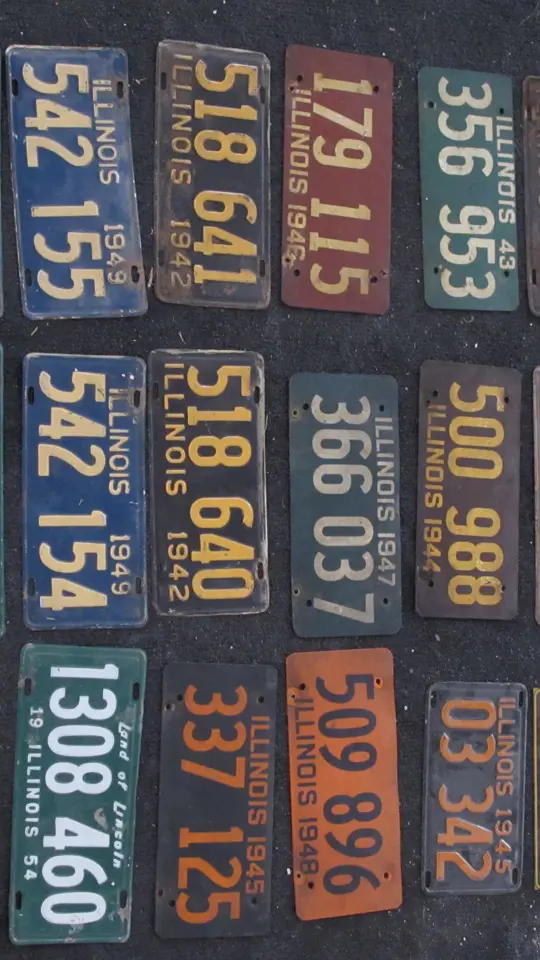 ILLINOIS 43
356 953
500 988
ILLINOIS 1944
ILLINOIS 1945
03 342
179 115
ILLINOIS 1946
ILLINOIS 1947
366 037
509 896
ILLINOIS 1948
518 641
ILLINOIS 1942
518 640
ILLINOIS 1942
ILLINOIS 1945
337 125
ILLINOIS 1949
542 155
ILLINOIS 1949
542 154
Land of Lincoln
1308 460
19 ILLINOIS 54